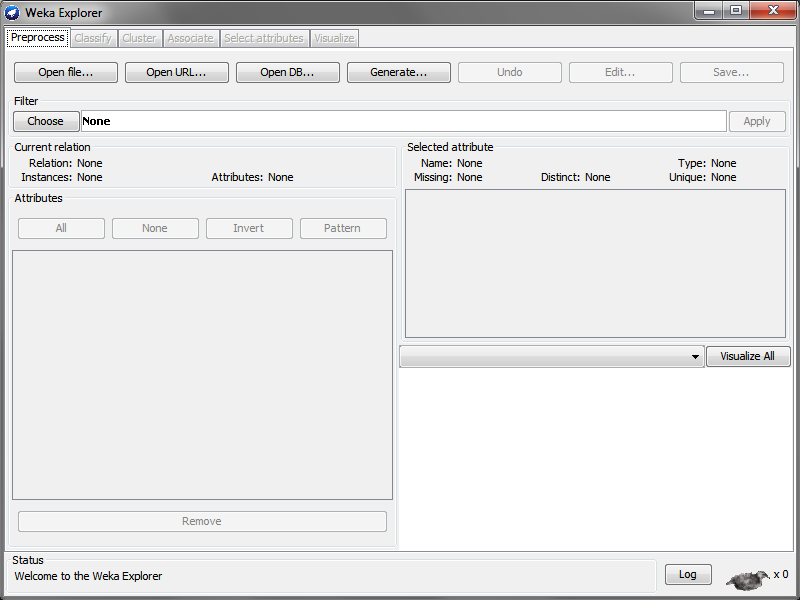 Weka Explorer
Preprocess Classify Cluster Associate Select attributes Visualize
Open file... Open URL... Open DB... Generate... Undo Edit... Save...
Filter
Choose None Apply
Current relation
Relation: None
Instances: None Attributes: None
Attributes
All None Invert Pattern
Remove
Selected attribute
Name: None Type: None
Missing: None Distinct: None Unique: None
Visualize All
Status
Welcome to the Weka Explorer
Log x 0